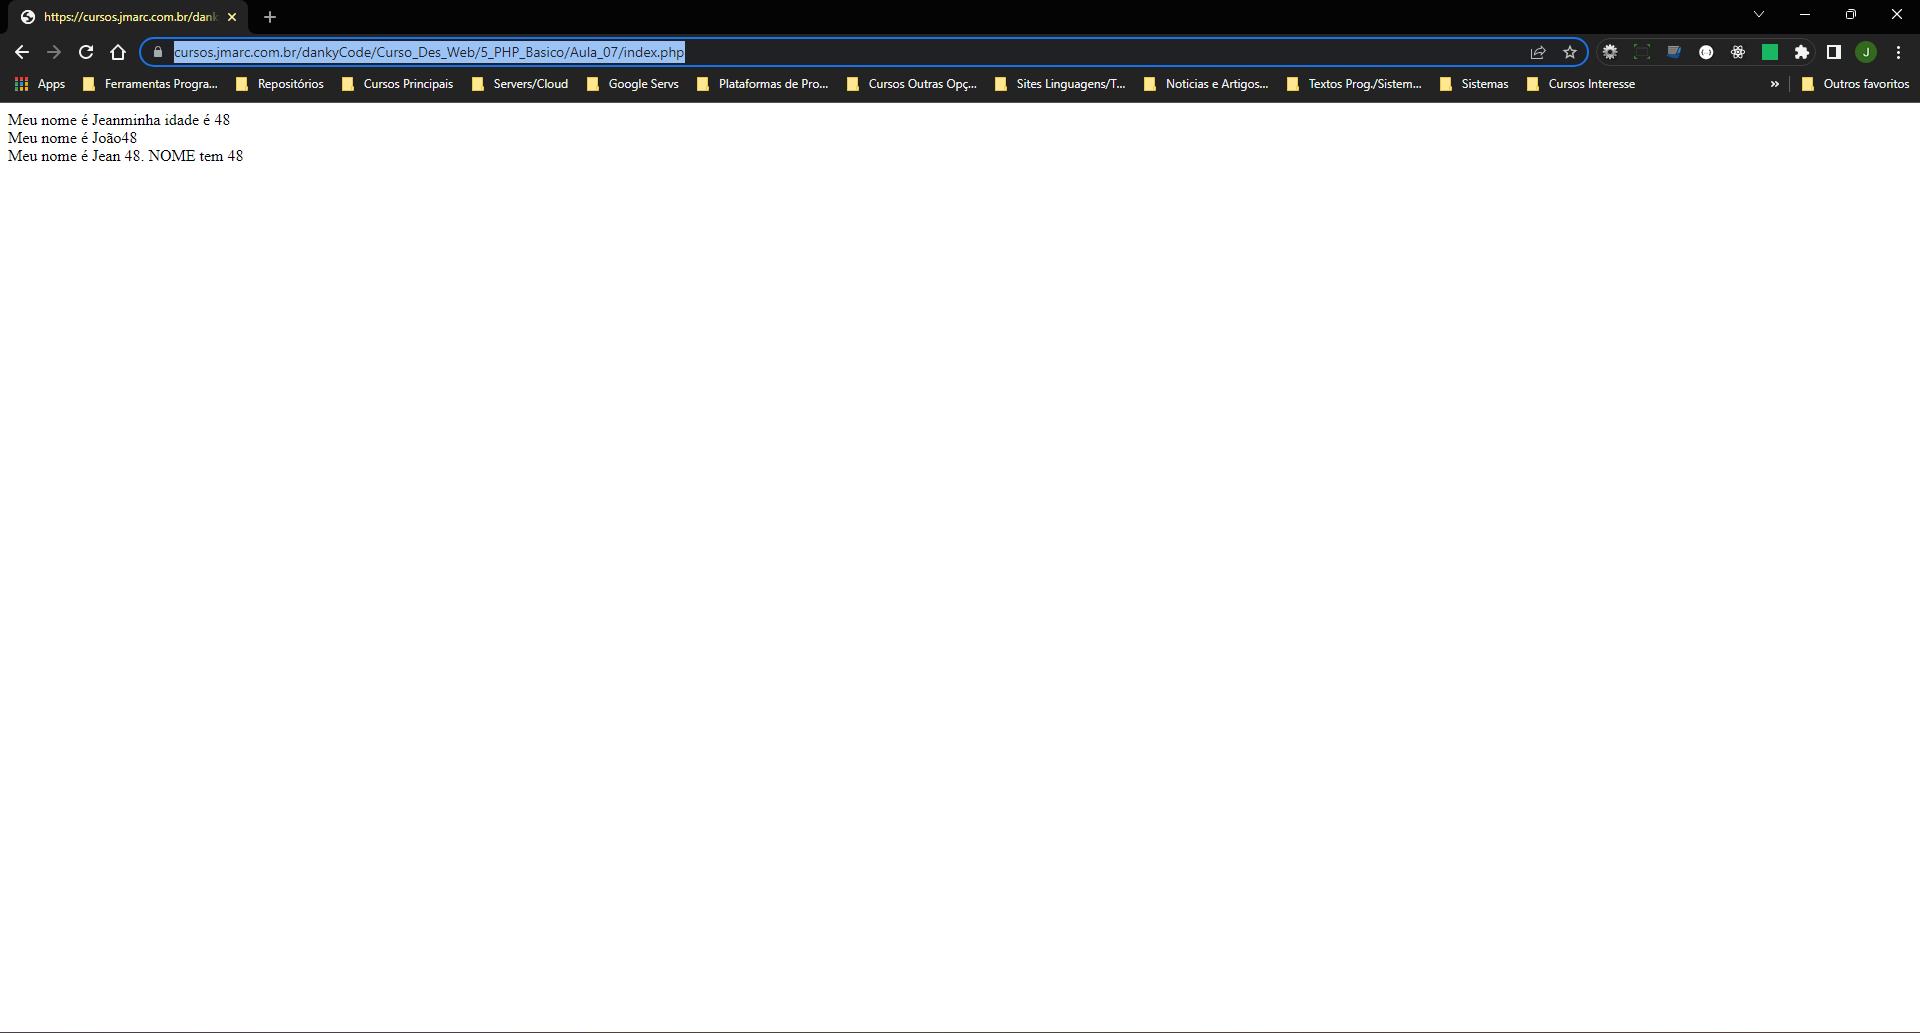 https://cursos.jmarc.com.br/dank
cursos.jmarc.com.br/dankyCode/Curso_Des_Web/5_PHP_Basico/Aula_07/index.php
J
Apps Ferramentas Progra... Repositórios Cursos Principais Servers/Cloud Google Servs Plataformas de Pro... Cursos Outras Opç... Sites Linguagens/T... Noticias e Artigos... Textos Prog./Sistem... Sistemas Cursos Interesse » Outros favoritos
Meu nome é Jeanminha idade é 48
Meu nome é João48
Meu nome é Jean 48. NOME tem 48